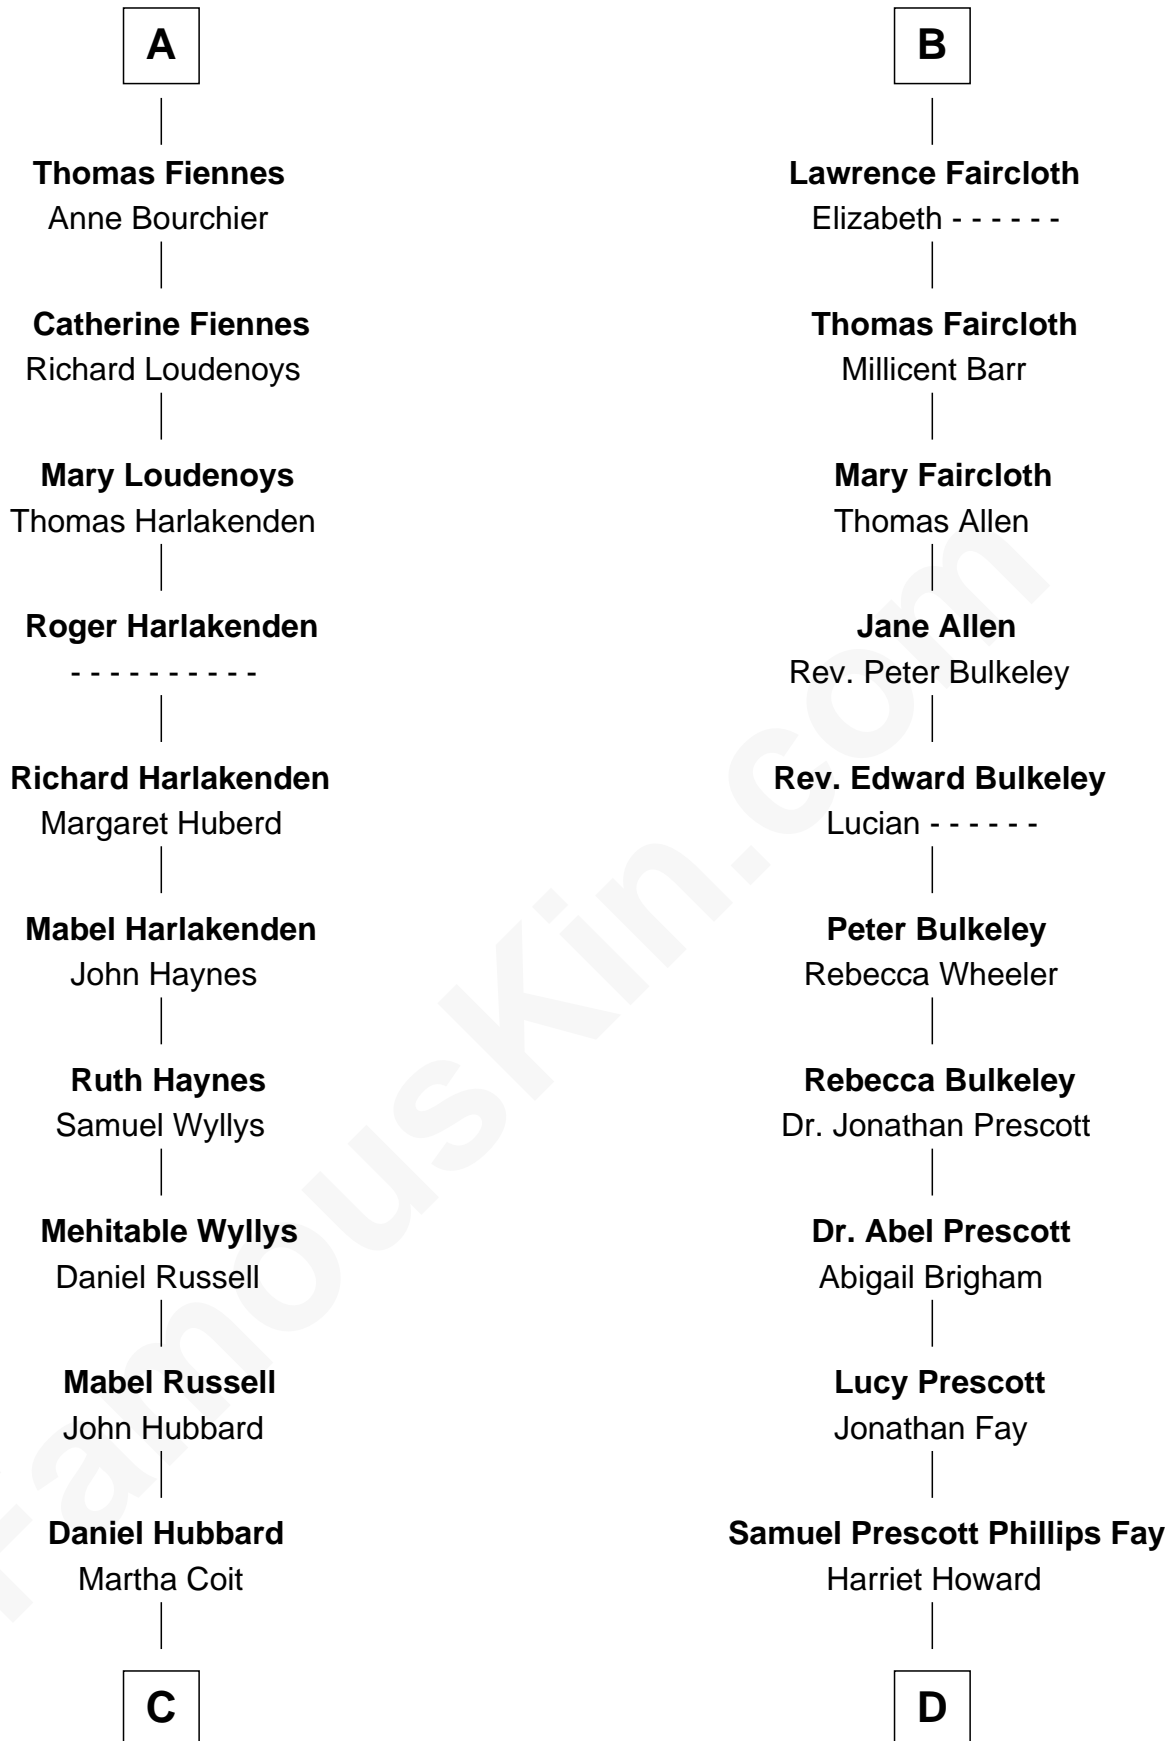 A
Thomas Fiennes
Anne Bourchier
Catherine Fiennes
Richard Loudenoys
Mary Loudenoys
Thomas Harlakenden
Roger Harlakenden
- - - - - - - - - -
Richard Harlakenden
Margaret Huberd
Mabel Harlakenden
John Haynes
Ruth Haynes
Samuel Wyllys
Mehitable Wyllys
Daniel Russell
Mabel Russell
John Hubbard
Daniel Hubbard
Martha Coit
C
B
Lawrence Faircloth
Elizabeth - - - - - -
Thomas Faircloth
Millicent Barr
Mary Faircloth
Thomas Allen
Jane Allen
Rev. Peter Bulkeley
Rev. Edward Bulkeley
Lucian - - - - - -
Peter Bulkeley
Rebecca Wheeler
Rebecca Bulkeley
Dr. Jonathan Prescott
Dr. Abel Prescott
Abigail Brigham
Lucy Prescott
Jonathan Fay
Samuel Prescott Phillips Fay
Harriet Howard
D
FamousKin.com